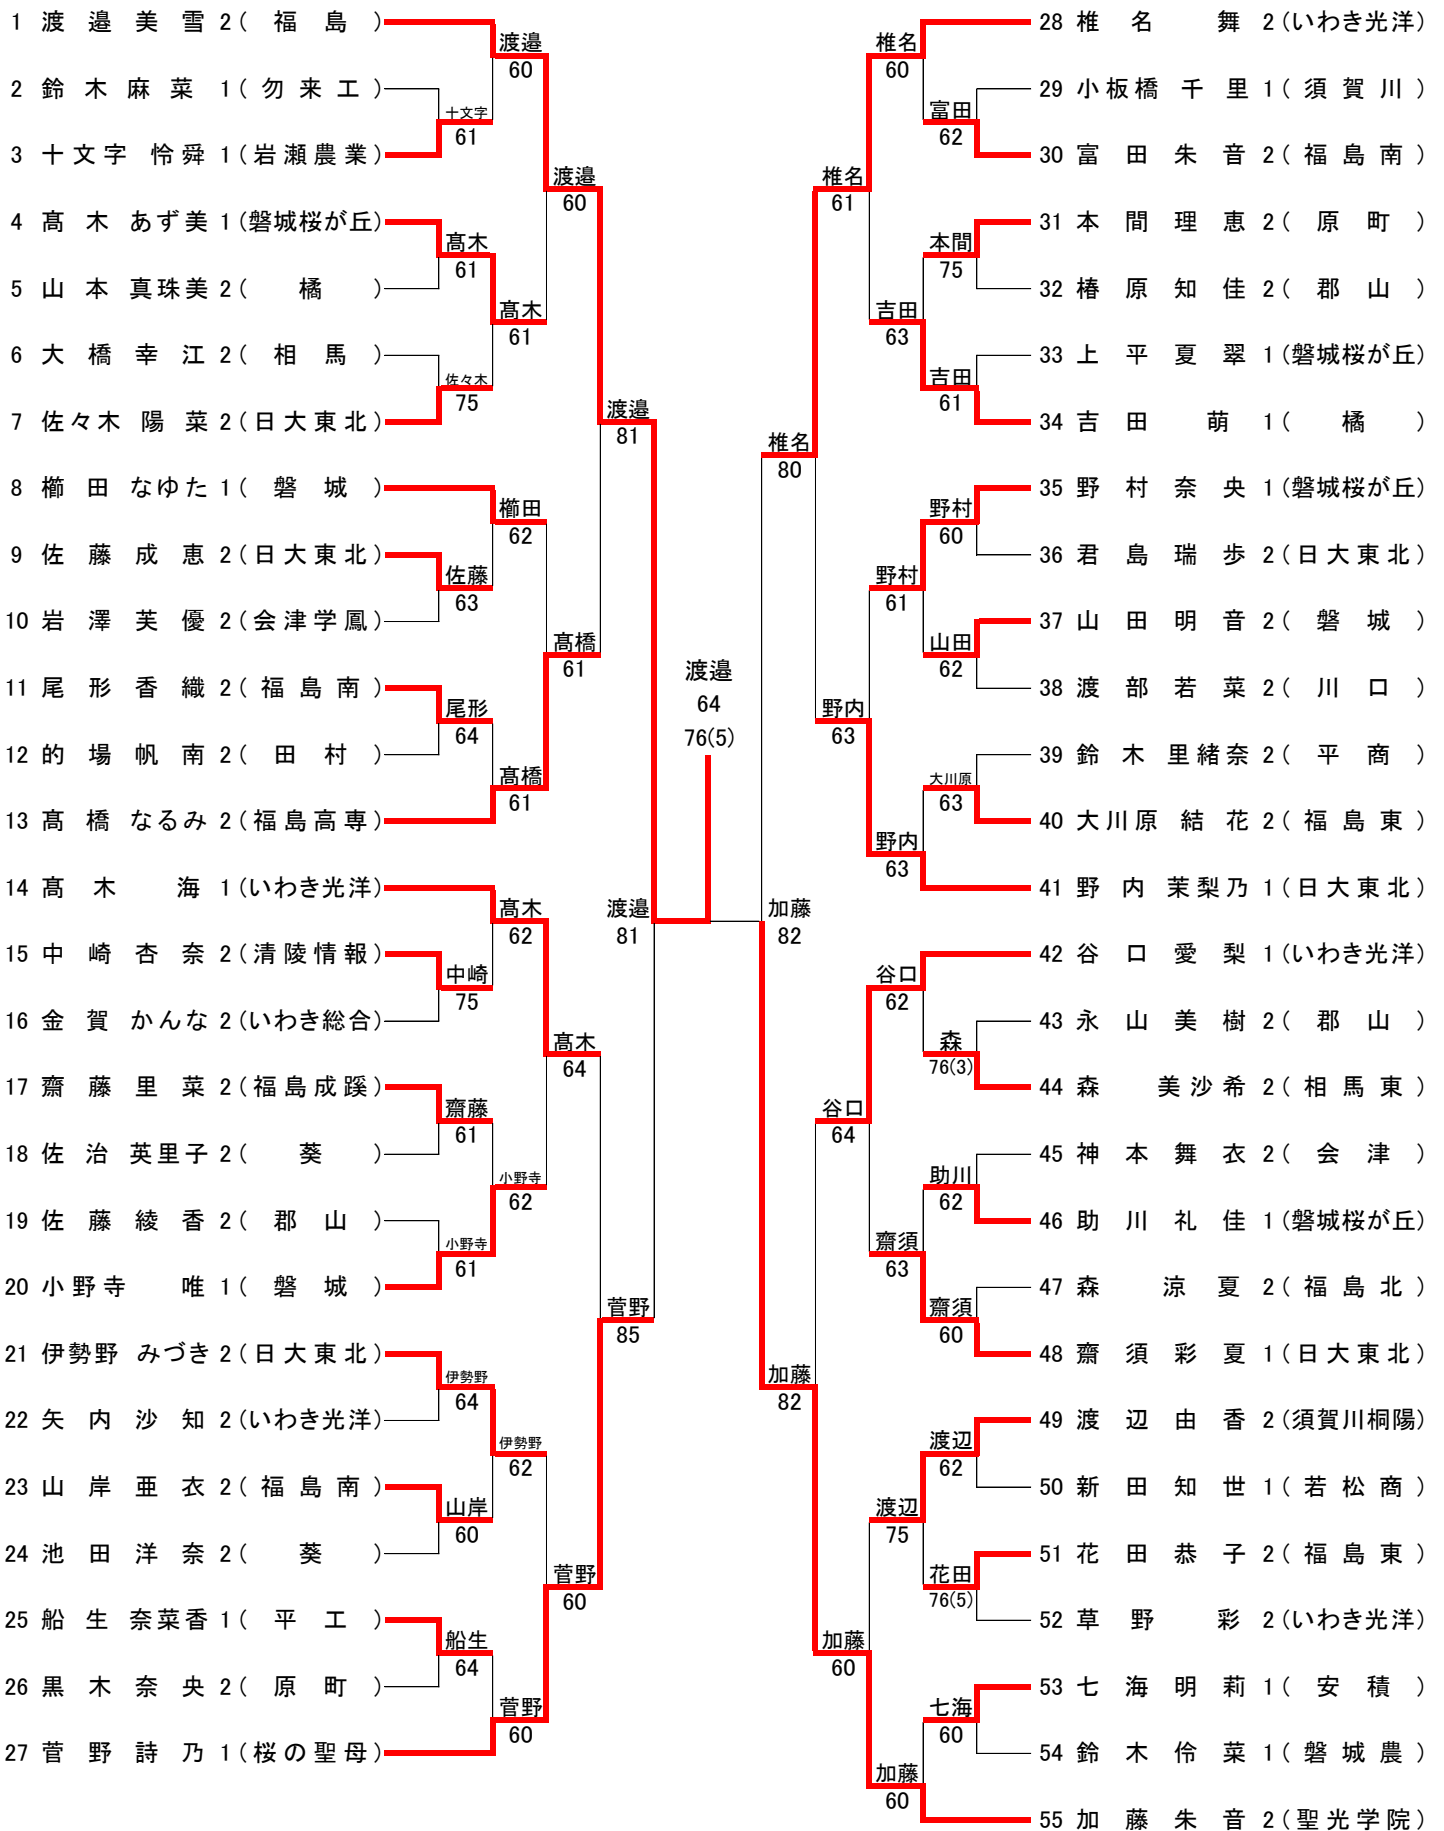 1 渡邉美雪 2 (福島)
2 鈴木麻菜 1 (勿来工)
3 十文字怜舜 1 (岩瀬農業)
4 髙木あず美 1 (磐城桜が丘)
5 山本真珠美 2 (橘)
6 大橋幸江 2 (相馬)
7 佐々木陽菜 2 (日大東北)
8 櫛田なゆた 1 (磐城)
9 佐藤成恵 2 (日大東北)
10 岩澤芙優 2 (会津学鳳)
11 尾形香織 2 (福島南)
12 的場帆南 2 (田村)
13 髙橋なるみ 2 (福島高専)
14 髙木海 1 (いわき光洋)
15 中崎杏奈 2 (清陵情報)
16 金賀かんな 2 (いわき総合)
17 齋藤里菜 2 (福島成蹊)
18 佐治英里子 2 (葵)
19 佐藤綾香 2 (郡山)
20 小野寺唯 1 (磐城)
21 伊勢野みづき 2 (日大東北)
22 矢内沙知 2 (いわき光洋)
23 山岸亜衣 2 (福島南)
24 池田洋奈 2 (葵)
25 船生奈菜香 1 (平工)
26 黒木奈央 2 (原町)
27 菅野詩乃 1 (桜の聖母)
十文字
61
髙木
61
佐々木
75
佐藤
63
尾形
64
中崎
75
齋藤
61
小野寺
61
伊勢野
64
山岸
60
船生
64
渡邉
60
髙木
61
櫛田
62
髙橋
61
髙木
62
小野寺
62
伊勢野
62
菅野
60
渡邉
60
髙橋
61
髙木
64
菅野
60
渡邉
81
菅野
85
渡邉
81
渡邉
64
76(5)
加藤
82
椎名
80
加藤
82
椎名
61
野内
63
谷口
64
加藤
60
椎名
60
吉田
63
野村
61
野内
63
谷口
62
齋須
63
渡辺
75
加藤
60
富田
62
本間
75
吉田
61
野村
60
山田
62
大川原
63
森
76(3)
助川
62
齋須
60
渡辺
62
花田
76(5)
七海
60
28 椎名舞 2 (いわき光洋)
29 小板橋千里 1 (須賀川)
30 富田朱音 2 (福島南)
31 本間理恵 2 (原町)
32 椿原知佳 2 (郡山)
33 上平夏翠 1 (磐城桜が丘)
34 吉田萌 1 (橘)
35 野村奈央 1 (磐城桜が丘)
36 君島瑞歩 2 (日大東北)
37 山田明音 2 (磐城)
38 渡部若菜 2 (川口)
39 鈴木里緒奈 2 (平商)
40 大川原結花 2 (福島東)
41 野内茉梨乃 1 (日大東北)
42 谷口愛梨 1 (いわき光洋)
43 永山美樹 2 (郡山)
44 森美沙希 2 (相馬東)
45 神本舞衣 2 (会津)
46 助川礼佳 1 (磐城桜が丘)
47 森涼夏 2 (福島北)
48 齋須彩夏 1 (日大東北)
49 渡辺由香 2 (須賀川桐陽)
50 新田知世 1 (若松商)
51 花田恭子 2 (福島東)
52 草野彩 2 (いわき光洋)
53 七海明莉 1 (安積)
54 鈴木伶菜 1 (磐城農)
55 加藤朱音 2 (聖光学院)